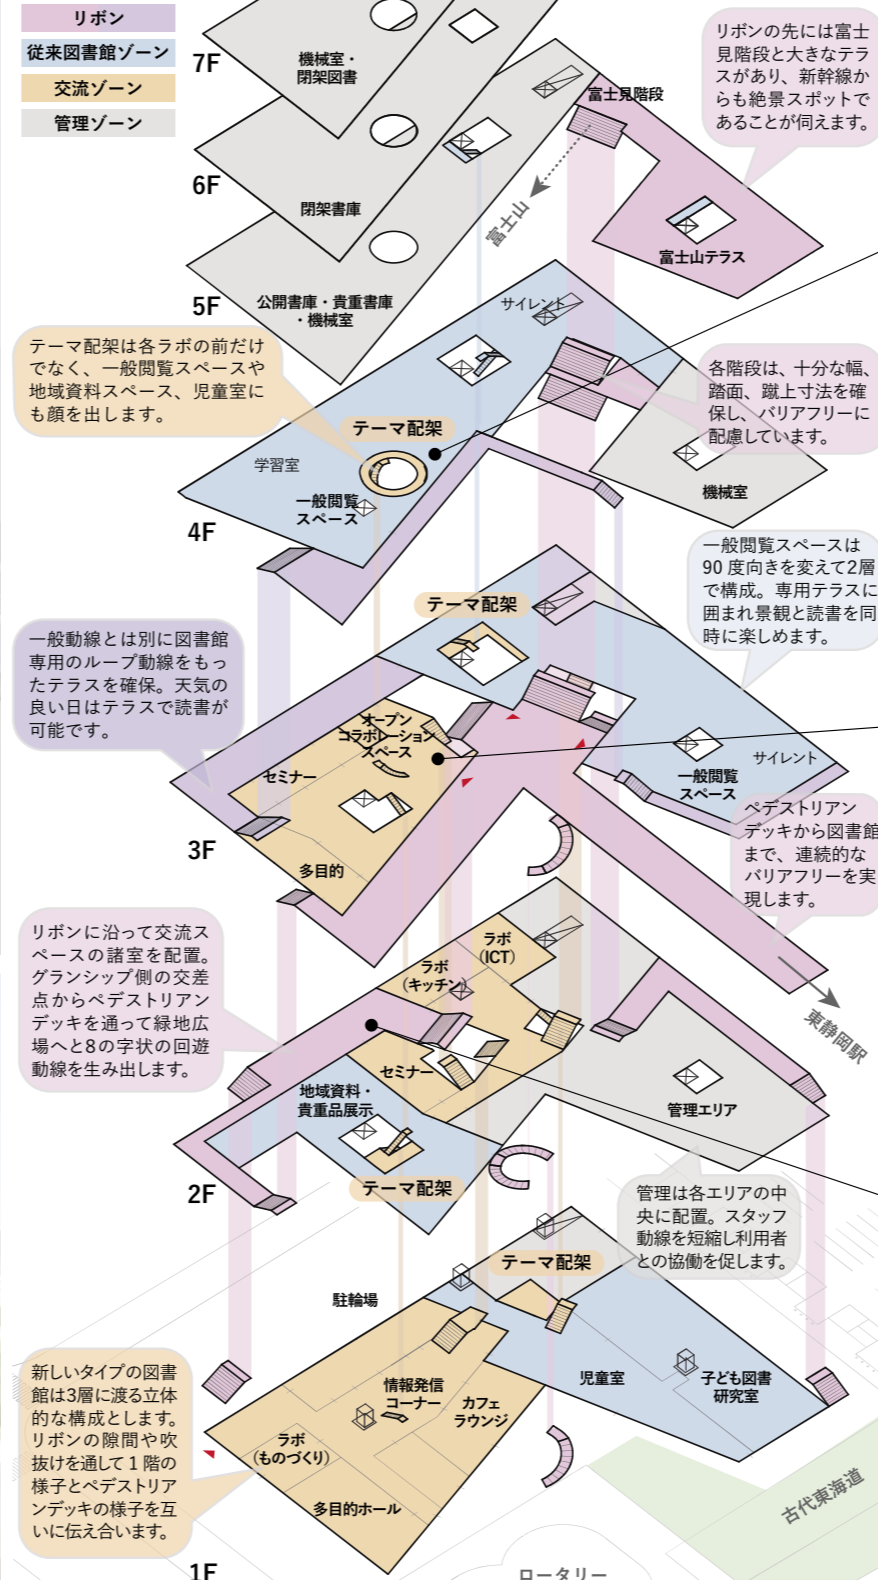 リボン
従来図書館ゾーン
交流ゾーン
管理ゾーン
7F
機械室・
閉架図書
富士見階段
リボンの先には富士
見階段と大きなテラ
スがあり、新幹線か
らも絶景スポットで
あることが伺えます。
6F
閉架書庫
富士山
富士山テラス
5F
公開書庫・貴重書庫
・機械室
サイレント
テーマ配架は各ラボの前だけ
でなく、一般閲覧スペースや
地域資料スペース、児童室に
も顔を出します。
各階段は、十分な幅、
踏面、蹴上寸法を確
保し、バリアフリーに
配慮しています。
テーマ配架
学習室
一般閲覧
スペース
機械室
4F
一般閲覧スペースは
90度向きを変えて2層
で構成。専用テラスに
囲まれ景観と読書を同
時に楽しめます。
テーマ配架
一般動線とは別に図書館
専用のループ動線をもっ
たテラスを確保。天気の
良い日はテラスで読書が
可能です。
オープン
コラボレーション
スペース
セミナー
サイレント
一般閲覧
スペース
3F
多目的
ペデストリアン
デッキから図書館
まで、連続的な
バリアフリーを実
現します。
リボンに沿って交流ス
ペースの諸室を配置。
グランシップ側の交差
点からペデストリアン
デッキを通って緑地広
場へと8の字状の回遊
動線を生み出します。
ラボ
(ICT)
ラボ
(キッチン)
東静岡駅
セミナー
地域資料・
貴重品展示
管理エリア
2F
テーマ配架
管理は各エリアの中
央に配置。スタッフ
動線を短縮し利用者
との協働を促します。
テーマ配架
駐輪場
新しいタイプの図書
館は3層に渡る立体
的な構成とします。
リボンの隙間や吹
抜けを通して1階の
様子とペデストリア
ンデッキの様子を互
いに伝え合います。
情報発信
コーナー
カフェ
ラウンジ
児童室
子ども図書
研究室
ラボ
(ものづくり)
多目的ホール
古代東海道
1F
ロータリー